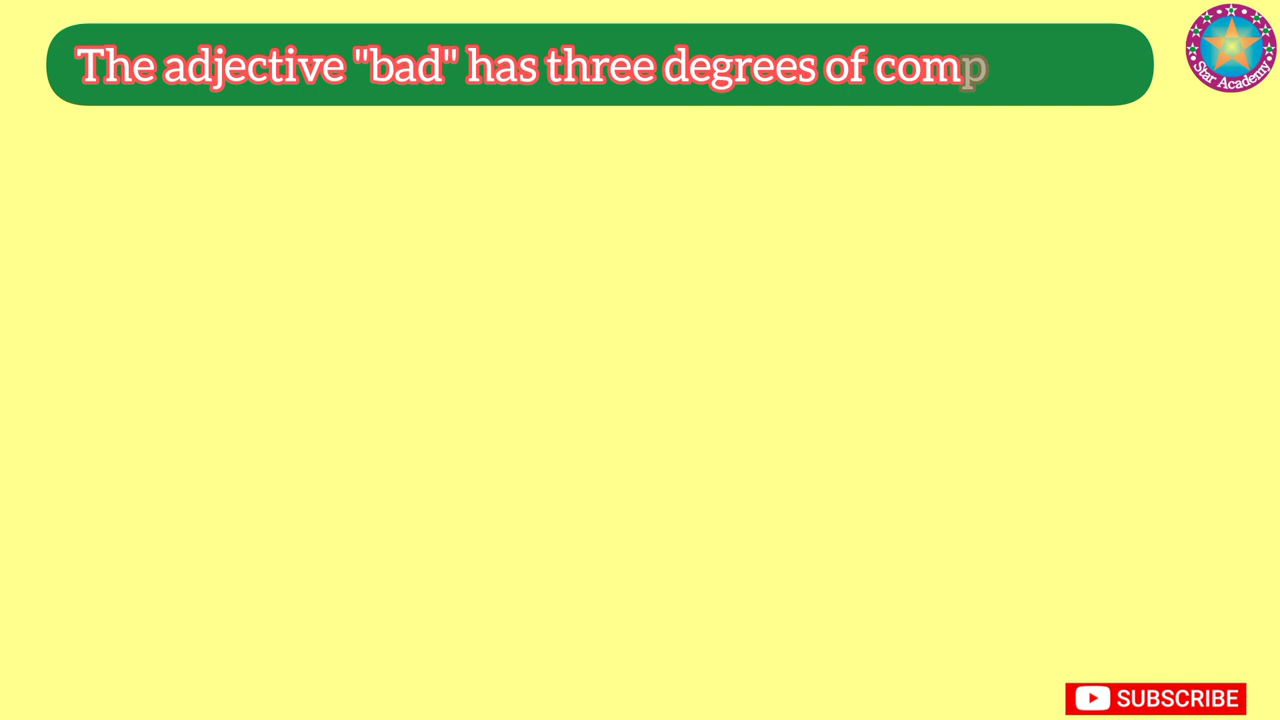 The adjective "bad" has three degrees of comp
Star Academy
SUBSCRIBE